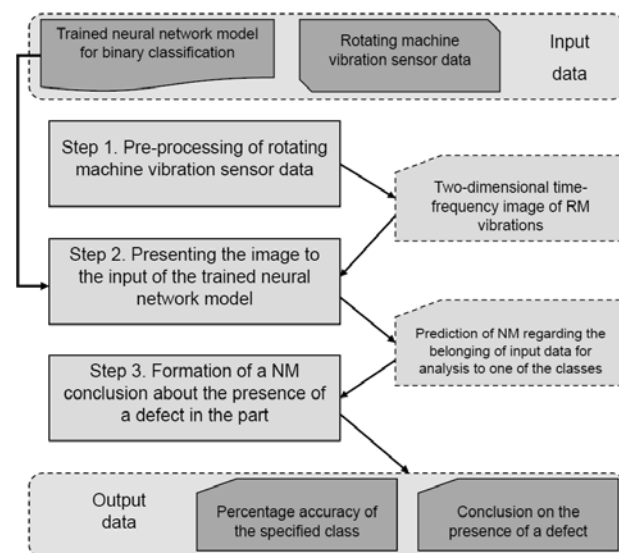 Trained neural network model
for binary classification
Rotating machine
vibration sensor data
Input
data
Step 1. Pre-processing of rotating
machine vibration sensor data
Two-dimensional time-
frequency image of RM
vibrations
Step 2. Presenting the image to
the input of the trained neural
network model
Prediction of NM regarding the
belonging of input data for
analysis to one of the classes
Step 3. Formation of a NM
conclusion about the presence of
a defect in the part
Output
data
Percentage accuracy of
the specified class
Conclusion on the
presence of a defect